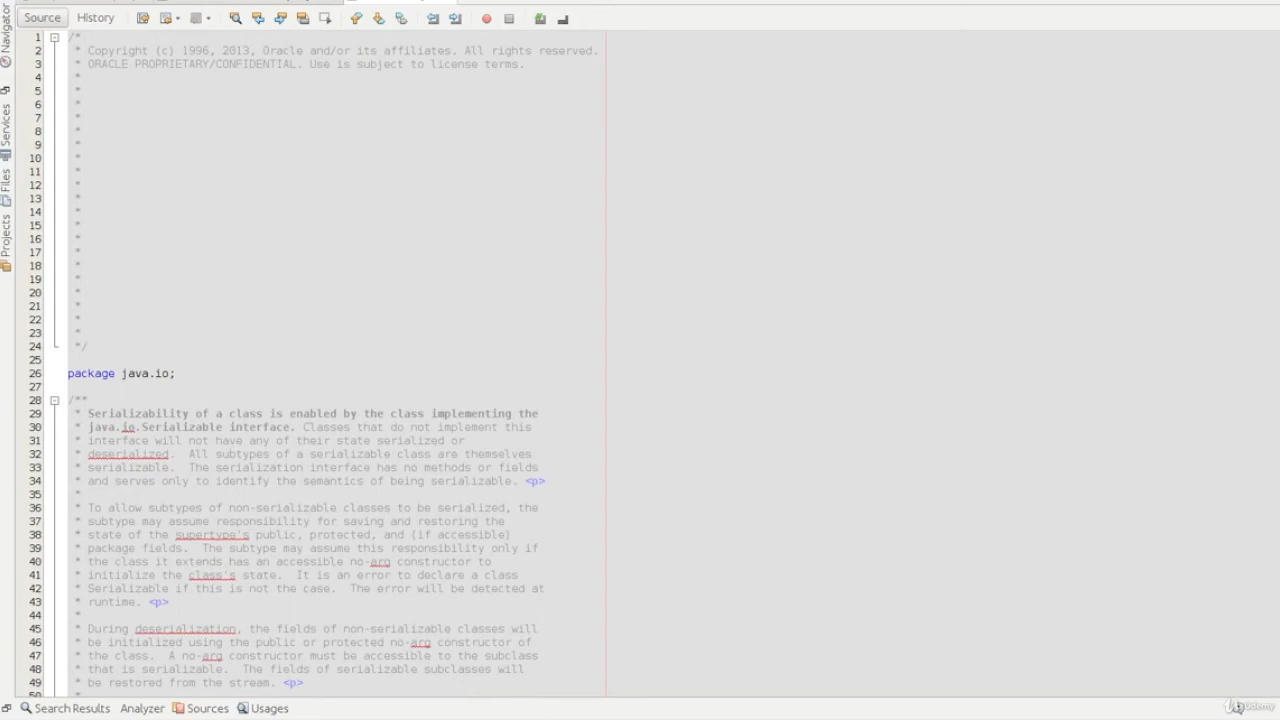 Source History
1 /*
2 * Copyright (c) 1996, 2013, Oracle and/or its affiliates. All rights reserved.
3 * ORACLE PROPRIETARY/CONFIDENTIAL. Use is subject to license terms.
4 *
5 *
6 *
7 *
8 *
9 *
10 *
11 *
12 *
13 *
14 *
15 *
16 *
17 *
18 *
19 *
20 *
21 *
22 *
23 *
24 */
25
26 package java.io;
27
28 /**
29 * Serializability of a class is enabled by the class implementing the
30 * java.io.Serializable interface. Classes that do not implement this
31 * interface will not have any of their state serialized or
32 * deserialized.  All subtypes of a serializable class are themselves
33 * serializable.  The serialization interface has no methods or fields
34 * and serves only to identify the semantics of being serializable. <p>
35 *
36 * To allow subtypes of non-serializable classes to be serialized, the
37 * subtype may assume responsibility for saving and restoring the
38 * state of the supertype's public, protected, and (if accessible)
39 * package fields.  The subtype may assume this responsibility only if
40 * the class it extends has an accessible no-arg constructor to
41 * initialize the class's state.  It is an error to declare a class
42 * Serializable if this is not the case.  The error will be detected at
43 * runtime. <p>
44 *
45 * During deserialization, the fields of non-serializable classes will
46 * be initialized using the public or protected no-arg constructor of
47 * the class.  A no-arg constructor must be accessible to the subclass
48 * that is serializable.  The fields of serializable subclasses will
49 * be restored from the stream. <p>
50 *
Navigator
Services
Files
Projects
Search Results Analyzer Sources Usages
Udemy